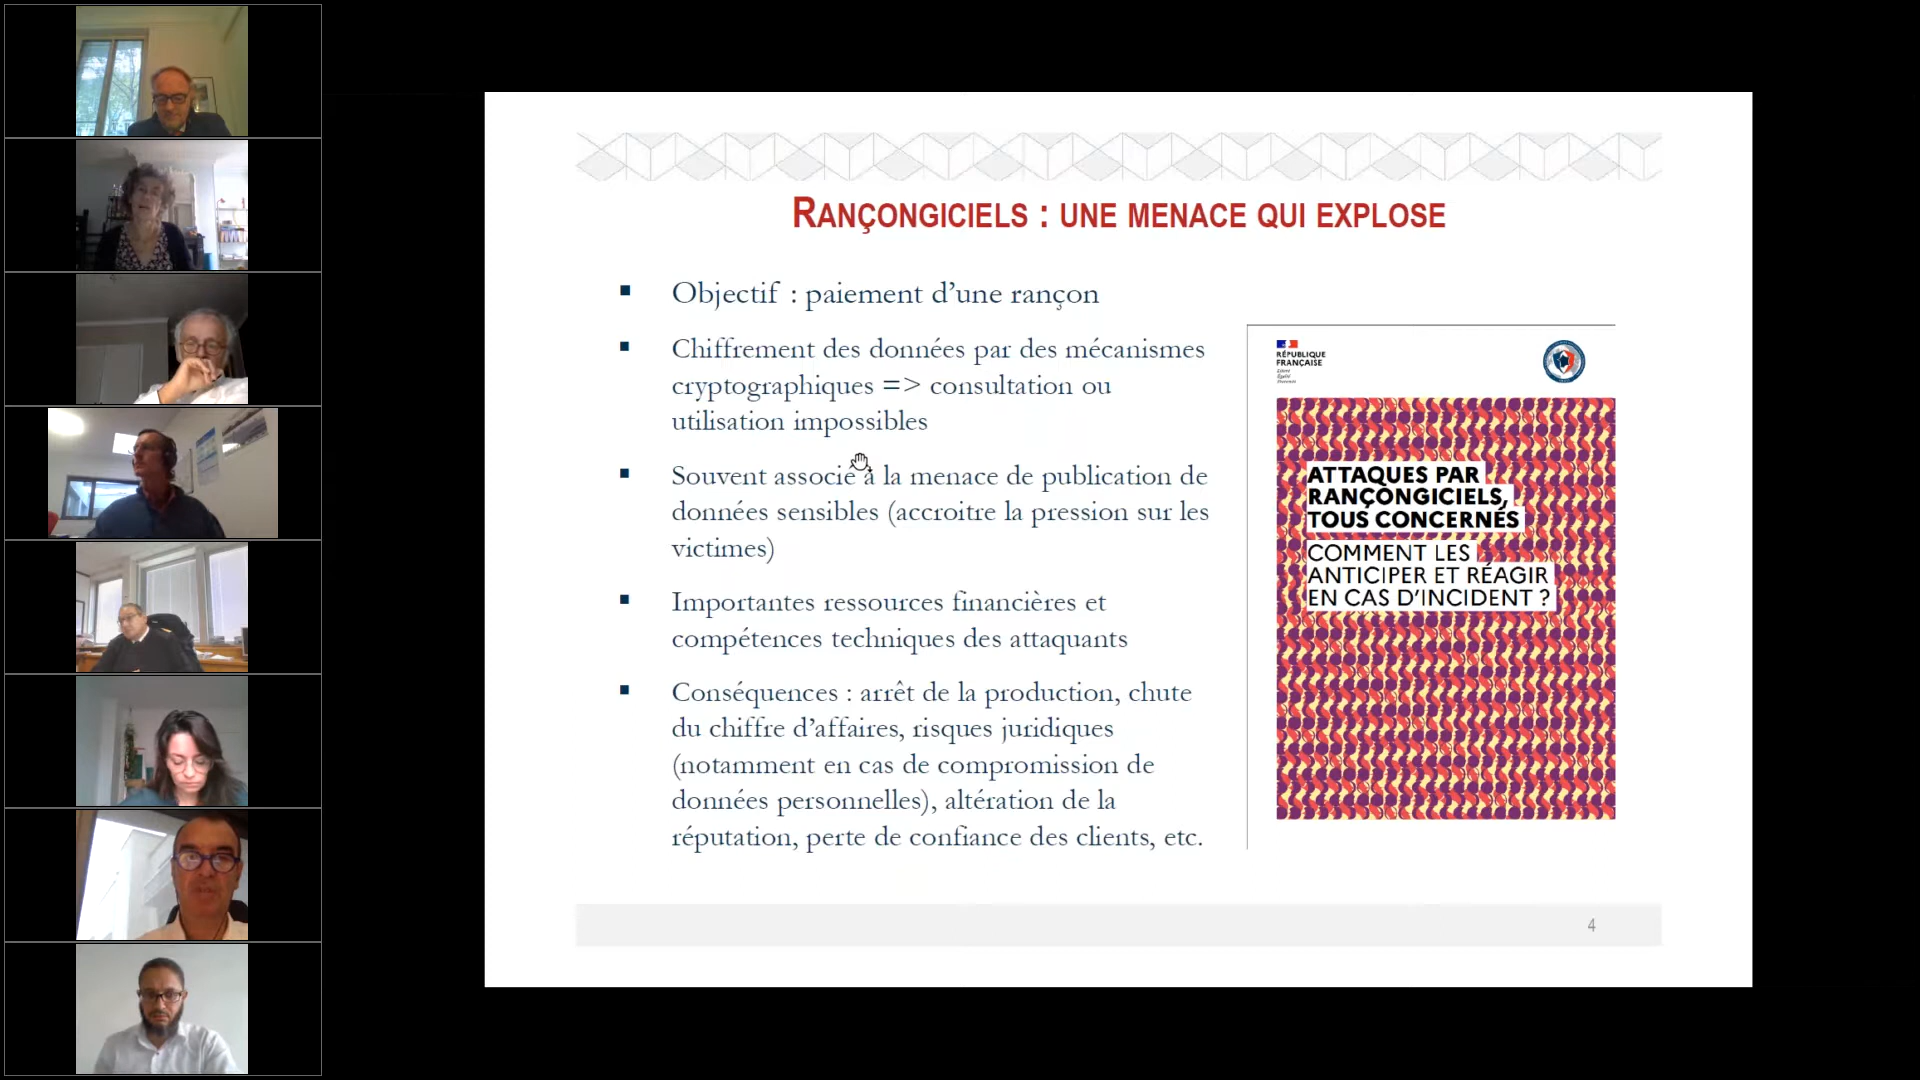 RANÇONGICIELS : UNE MENACE QUI EXPLOSE
Objectif : paiement d’une rançon
Chiffrement des données par des mécanismes
cryptographiques => consultation ou
utilisation impossibles
Souvent associé à la menace de publication de
données sensibles (accroitre la pression sur les
victimes)
Importantes ressources financières et
compétences techniques des attaquants
Conséquences : arrêt de la production, chute
du chiffre d’affaires, risques juridiques
(notamment en cas de compromission de
données personnelles), altération de la
réputation, perte de confiance des clients, etc.
RÉPUBLIQUE
FRANÇAISE
Liberté
Égalité
Fraternité
ATTAQUES PAR
RANÇONGICIELS,
TOUS CONCERNÉS
COMMENT LES
ANTICIPER ET RÉAGIR
EN CAS D’INCIDENT ?
4